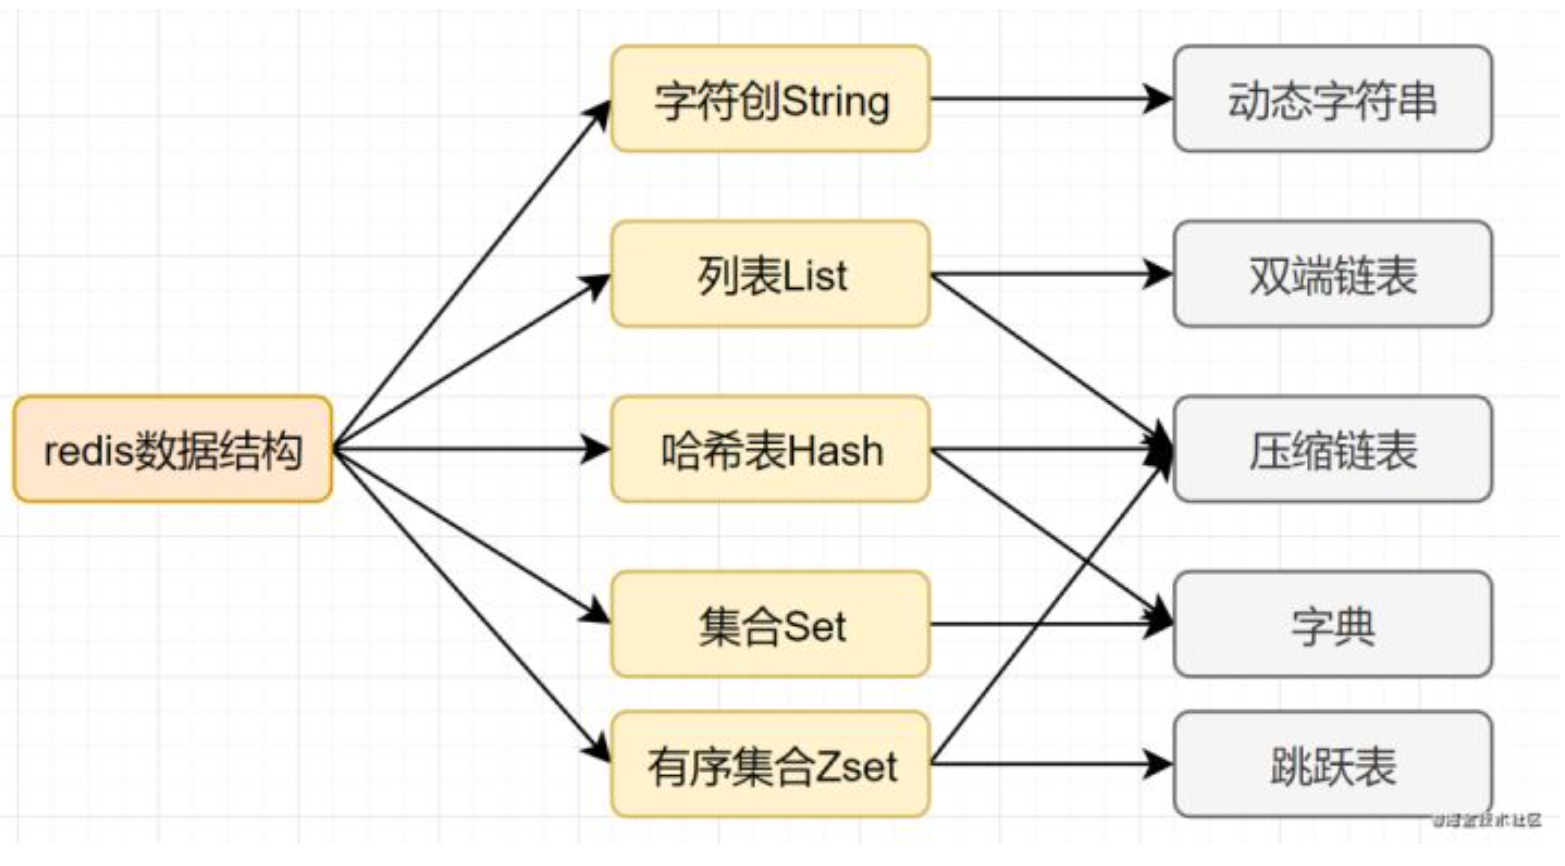 字符创String
动态字符串
列表List
双端链表
redis数据结构
哈希表Hash
压缩链表
集合Set
字典
有序集合Zset
跳跃表
@掘金技术社区